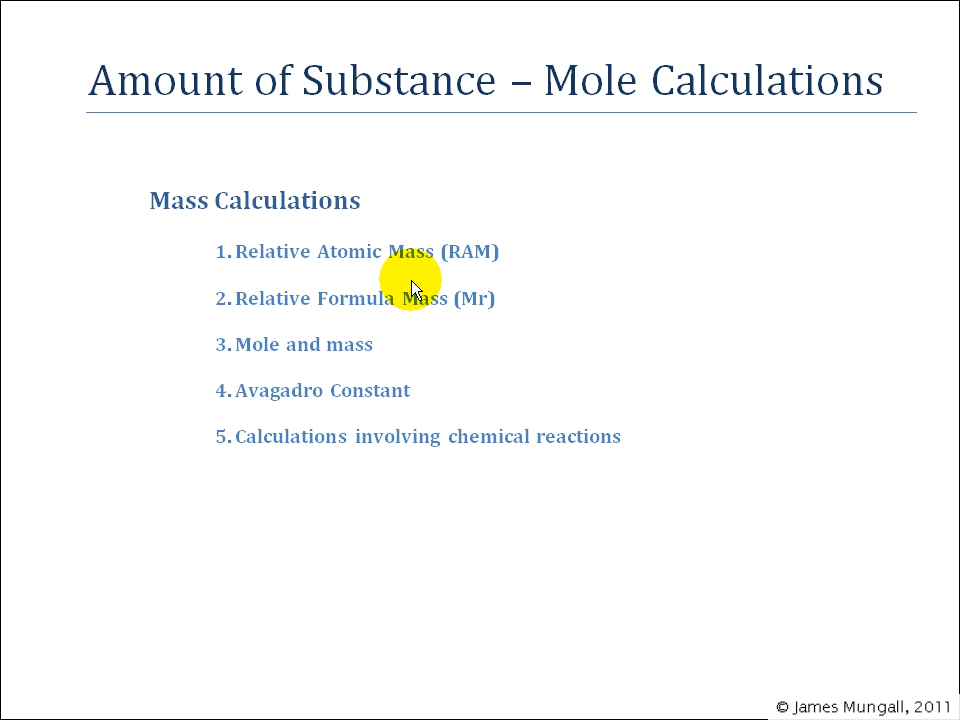 Amount of Substance – Mole Calculations
Mass Calculations
1. Relative Atomic Mass (RAM)
2. Relative Formula Mass (Mr)
3. Mole and mass
4. Avagadro Constant
5. Calculations involving chemical reactions
© James Mungall, 2011